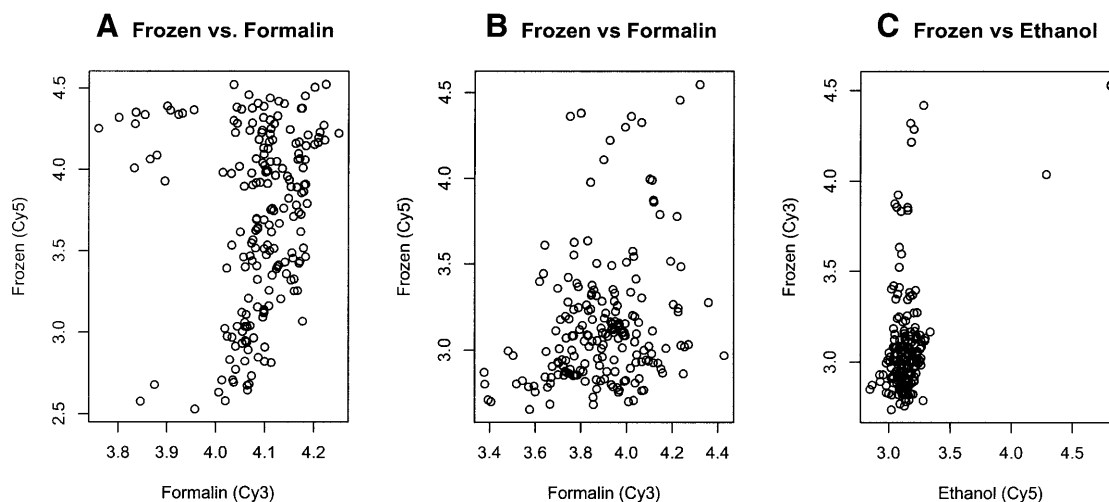 A Frozen vs. Formalin
Frozen (Cy5)
4.5
4.0
3.5
3.0
2.5
3.8 3.9 4.0 4.1 4.2
Formalin (Cy3)
B Frozen vs Formalin
Frozen (Cy5)
4.5
4.0
3.5
3.0
3.4 3.6 3.8 4.0 4.2 4.4
Formalin (Cy3)
C Frozen vs Ethanol
Frozen (Cy3)
4.5
4.0
3.5
3.0
3.0 3.5 4.0 4.5
Ethanol (Cy5)